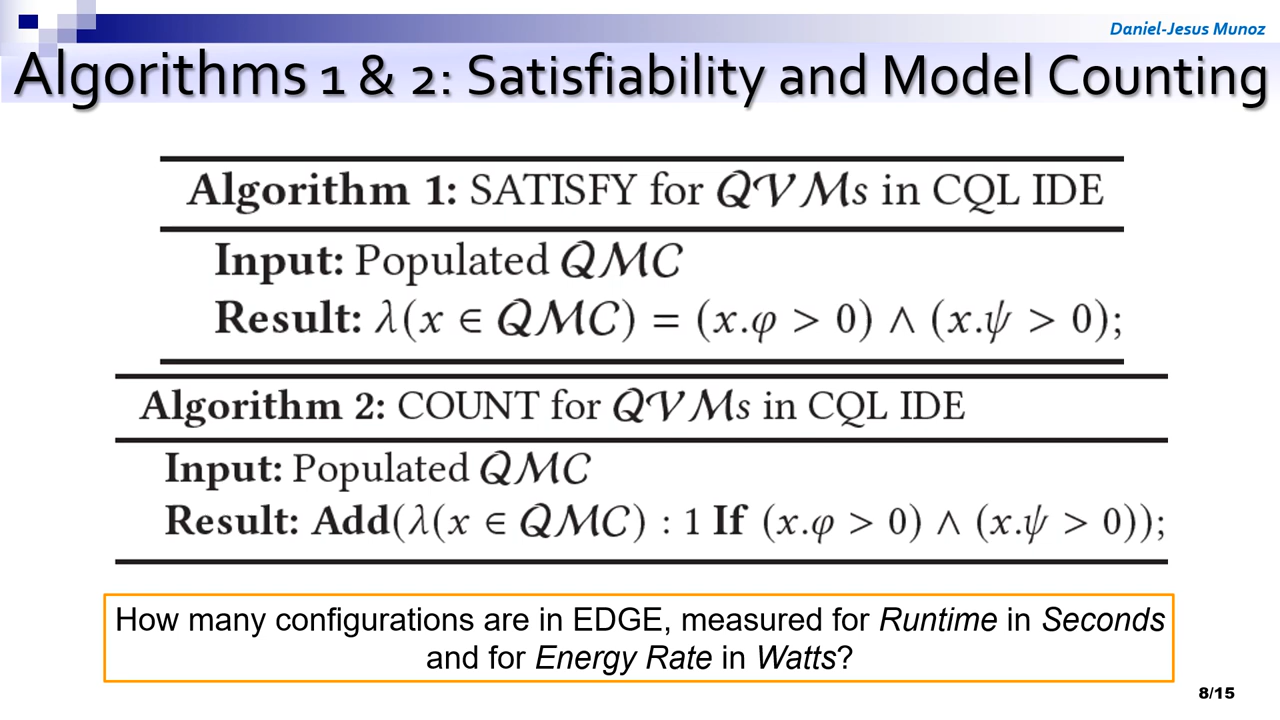 Daniel-Jesus Munoz
Algorithms 1 & 2: Satisfiability and Model Counting
Algorithm 1: SATISFY for 𝒬𝒱ℳs in CQL IDE
Input: Populated 𝒬ℳ𝒞
Result: λ(x ∈ 𝒬ℳ𝒞) = (x.φ > 0) ∧ (x.ψ > 0);
Algorithm 2: COUNT for 𝒬𝒱ℳs in CQL IDE
Input: Populated 𝒬ℳ𝒞
Result: Add(λ(x ∈ 𝒬ℳ𝒞) : 1 If (x.φ > 0) ∧ (x.ψ > 0));
How many configurations are in EDGE, measured for Runtime in Seconds
and for Energy Rate in Watts?
8/15